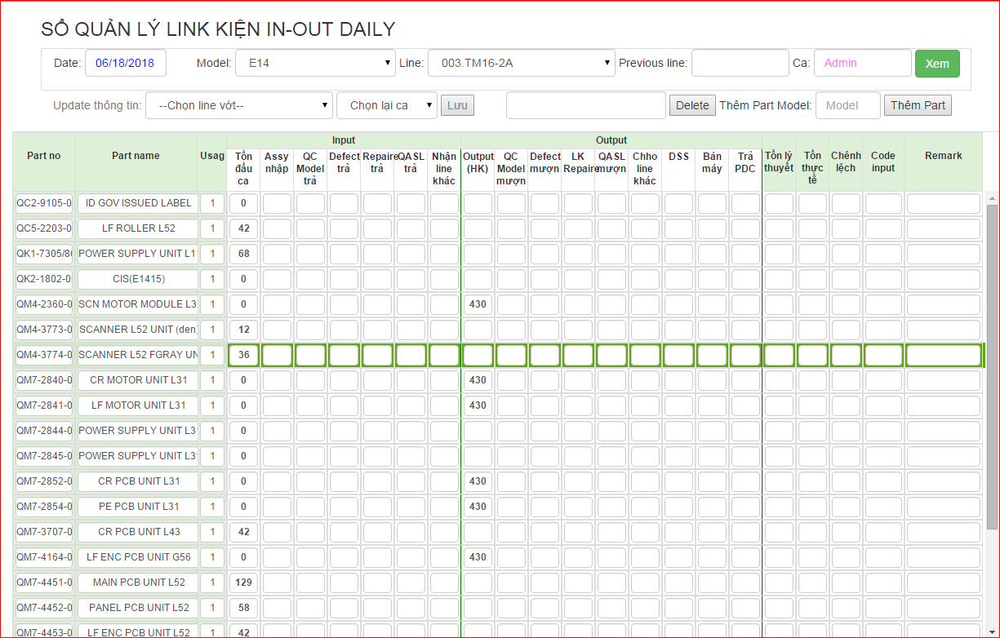 SỔ QUẢN LÝ LINK KIỆN IN-OUT DAILY
Date: 06/18/2018 Model: E14 Line: 003.TM16-2A Previous line: Ca: Admin Xem
Update thông tin: --Chọn line vớt-- Chọn lại ca Lưu Delete Thêm Part Model: Model Thêm Part
Part no Part name Usag Input Output Tồn lý thuyết Tồn thực tế Chênh lệch Code input Remark
Tồn đầu ca Assy nhập QC Model trả Defect trả Repaire trả QASL trả Nhận line khác Output (HK) QC Model mượn Defect mượn LK Repaire QASL mượn Chho line khác DSS Bán máy Trả PDC
QC2-9105-0 ID GOV ISSUED LABEL 1 0
QC5-2203-0 LF ROLLER L52 1 42
QK1-7305/80 POWER SUPPLY UNIT L1 1 68
QK2-1802-0 CIS(E1415) 1 0
QM4-2360-0 SCN MOTOR MODULE L3 1 0 430
QM4-3773-0 SCANNER L52 UNIT (den) 1 12
QM4-3774-0 SCANNER L52 FGRAY UN 1 36
QM7-2840-0 CR MOTOR UNIT L31 1 0 430
QM7-2841-0 LF MOTOR UNIT L31 1 0 430
QM7-2844-0 POWER SUPPLY UNIT L3 1 0
QM7-2845-0 POWER SUPPLY UNIT L3 1 0
QM7-2852-0 CR PCB UNIT L31 1 0 430
QM7-2854-0 PE PCB UNIT L31 1 0 430
QM7-3707-0 CR PCB UNIT L43 1 42
QM7-4164-0 LF ENC PCB UNIT G56 1 0 430
QM7-4451-0 MAIN PCB UNIT L52 1 129
QM7-4452-0 PANEL PCB UNIT L52 1 58
QM7-4453-0 LF ENC PCB UNIT L52 1 42